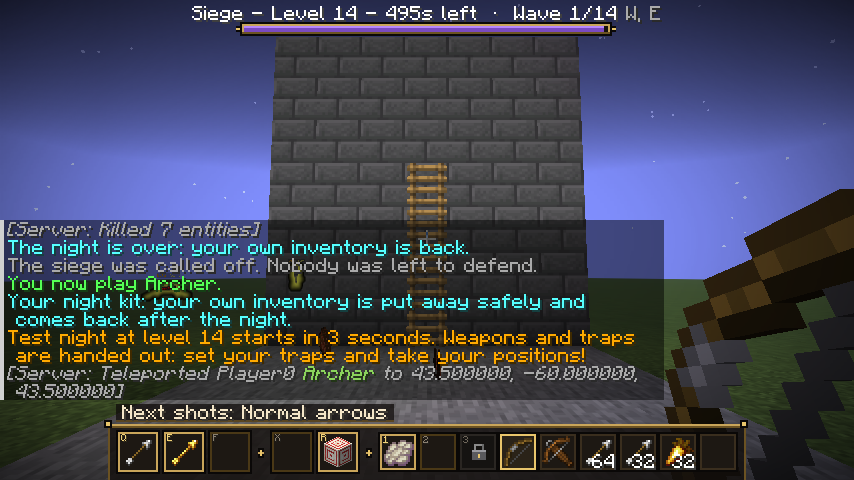 Siege - Level 14 - 495s left · Wave 1/14 W, E
[Server: Killed 7 entities]
The night is over: your own inventory is back.
The siege was called off. Nobody was left to defend.
You now play Archer.
Your night kit: your own inventory is put away safely and
comes back after the night.
Test night at level 14 starts in 3 seconds. Weapons and traps
are handed out: set your traps and take your positions!
[Server: Teleported Player0 Archer to 43.500000, -60.000000,
43.500000]
Next shots: Normal arrows
Q E F X R 1 2 3
64 32 32